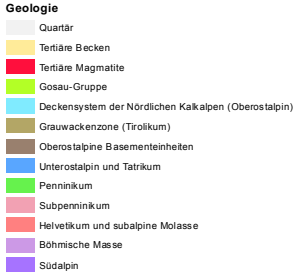 Geologie
Quartär
Tertiäre Becken
Tertiäre Magmatite
Gosau-Gruppe
Deckensystem der Nördlichen Kalkalpen (Oberostalpin)
Grauwackenzone (Tirolikum)
Oberostalpine Basementeinheiten
Unterostalpin und Tatrikum
Penninikum
Subpenninikum
Helvetikum und subalpine Molasse
Böhmische Masse
Südalpin